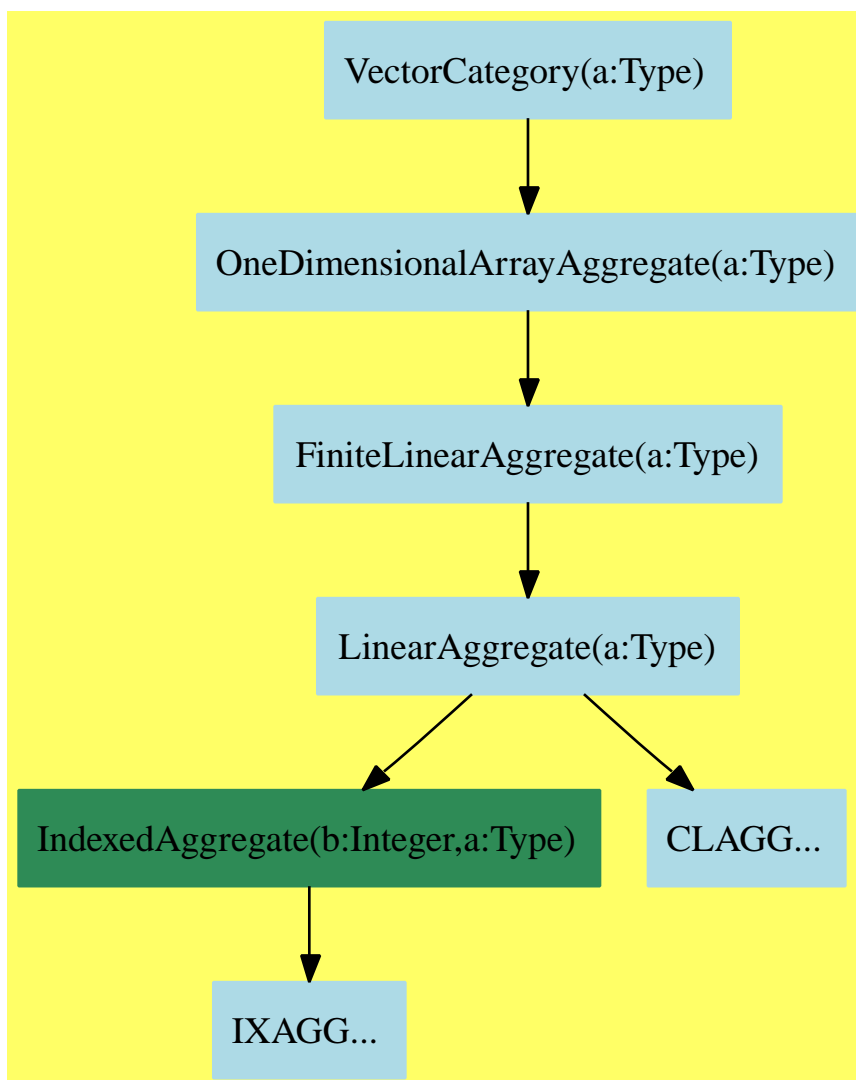 VectorCategory(a:Type)
OneDimensionalArrayAggregate(a:Type)
FiniteLinearAggregate(a:Type)
LinearAggregate(a:Type)
IndexedAggregate(b:Integer,a:Type)
CLAGG...
IXAGG...